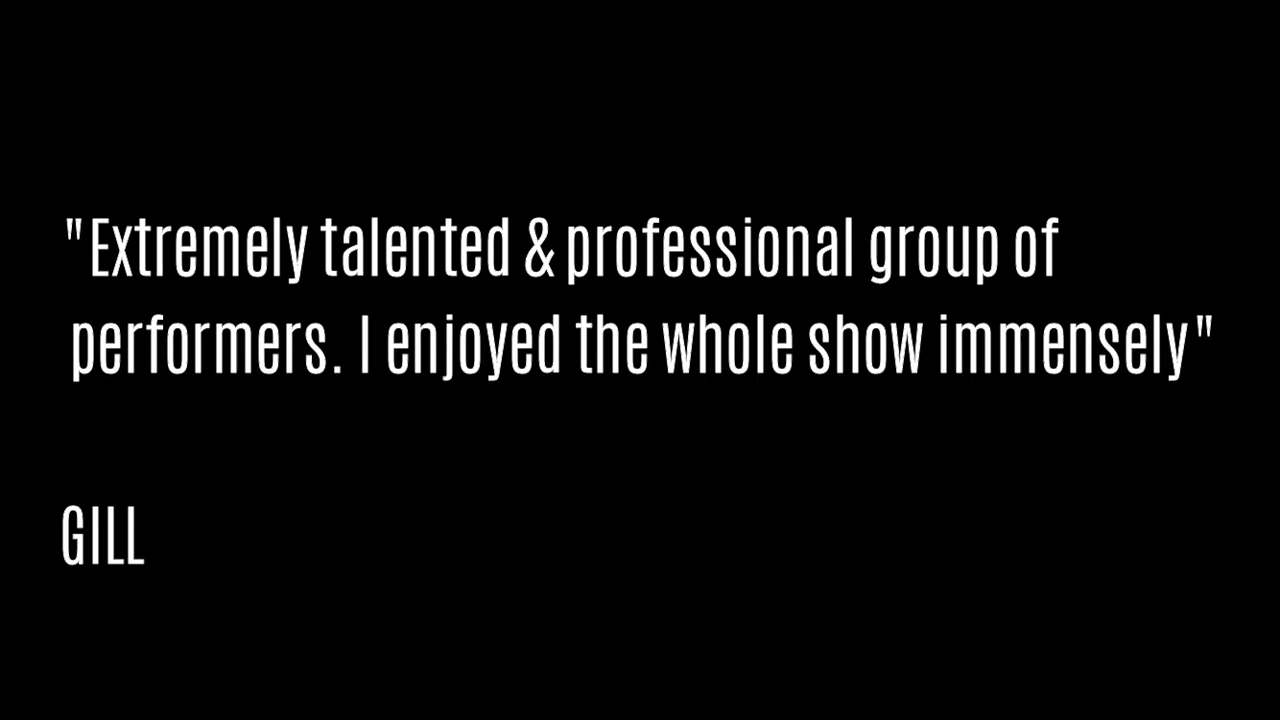 "Extremely talented & professional group of
performers. I enjoyed the whole show immensely"
GILL